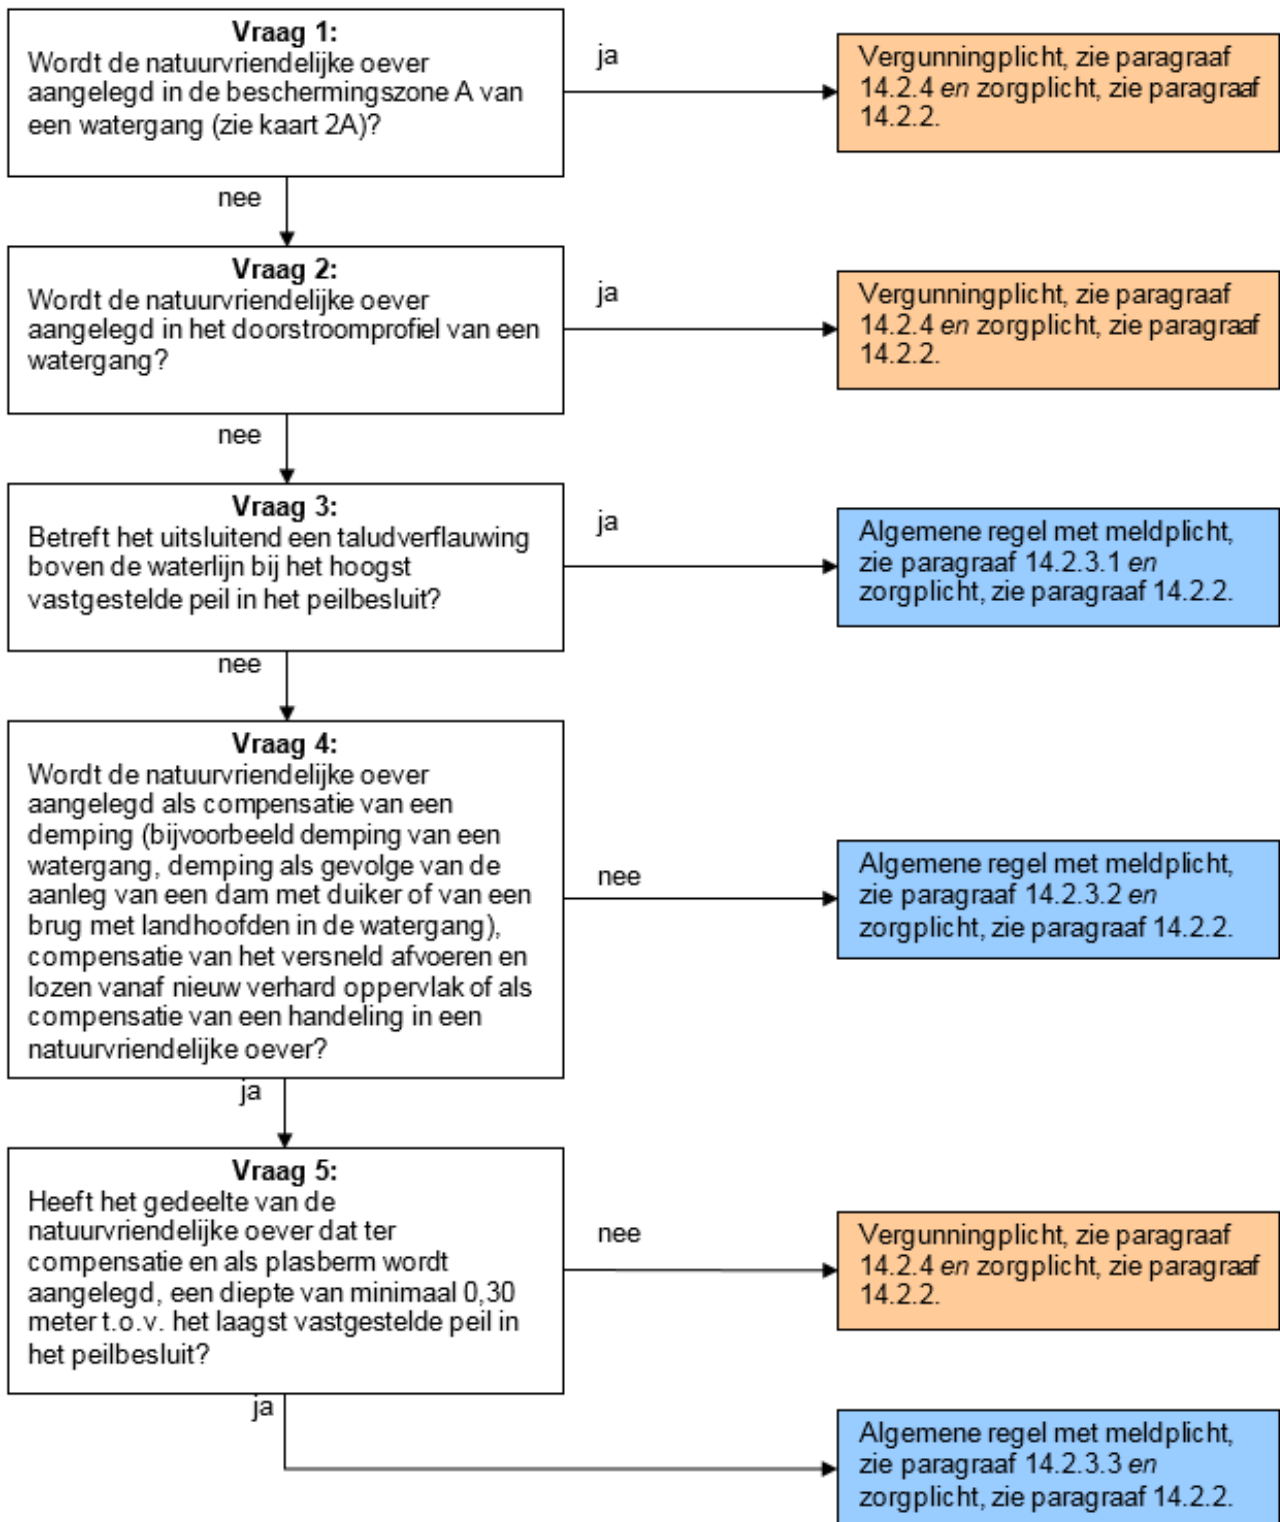 Vraag 1:
Wordt de natuurvriendelijke oever
aangelegd in de beschermingszone A van
een watergang (zie kaart 2A)?
ja
Vergunningplicht, zie paragraaf
14.2.4 en zorgplicht, zie paragraaf
14.2.2.
nee
Vraag 2:
Wordt de natuurvriendelijke oever
aangelegd in het doorstroomprofiel van een
watergang?
ja
Vergunningplicht, zie paragraaf
14.2.4 en zorgplicht, zie paragraaf
14.2.2.
nee
Vraag 3:
Betreft het uitsluitend een taludverflauwing
boven de waterlijn bij het hoogst
vastgestelde peil in het peilbesluit?
ja
Algemene regel met meldplicht,
zie paragraaf 14.2.3.1 en
zorgplicht, zie paragraaf 14.2.2.
nee
Vraag 4:
Wordt de natuurvriendelijke oever
aangelegd als compensatie van een
demping (bijvoorbeeld demping van een
watergang, demping als gevolge van de
aanleg van een dam met duiker of van een
brug met landhoofden in de watergang),
compensatie van het versneld afvoeren en
lozen vanaf nieuw verhard oppervlak of als
compensatie van een handeling in een
natuurvriendelijke oever?
nee
Algemene regel met meldplicht,
zie paragraaf 14.2.3.2 en
zorgplicht, zie paragraaf 14.2.2.
ja
Vraag 5:
Heeft het gedeelte van de
natuurvriendelijke oever dat ter
compensatie en als plasberm wordt
aangelegd, een diepte van minimaal 0,30
meter t.o.v. het laagst vastgestelde peil in
het peilbesluit?
nee
Vergunningplicht, zie paragraaf
14.2.4 en zorgplicht, zie paragraaf
14.2.2.
ja
Algemene regel met meldplicht,
zie paragraaf 14.2.3.3 en
zorgplicht, zie paragraaf 14.2.2.